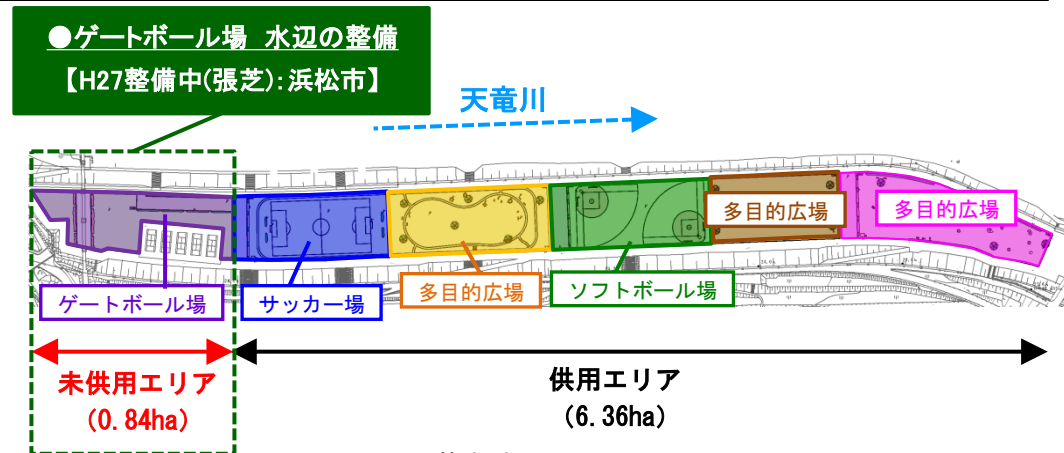 ●ゲートボール場 水辺の整備
【H27整備中(張芝):浜松市】
天竜川
多目的広場
多目的広場
ゲートボール場
サッカー場
多目的広場
ソフトボール場
未供用エリア
(0.84ha)
供用エリア
(6.36ha)